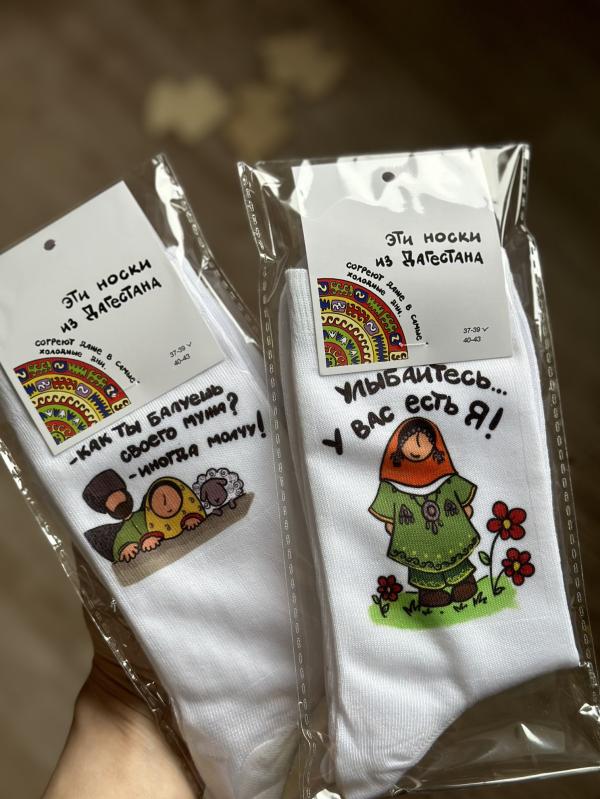 эти носки
из Дагестана
согреют даже в самые
холодные дни.
37-39 ✓
40-43
-Как ты балуешь
своего мужа?
-Иногда молчу!
эти носки
из Дагестана
согреют даже в самые
холодные дни.
37-39 ✓
40-43
Улыбайтесь...
У вас есть Я!